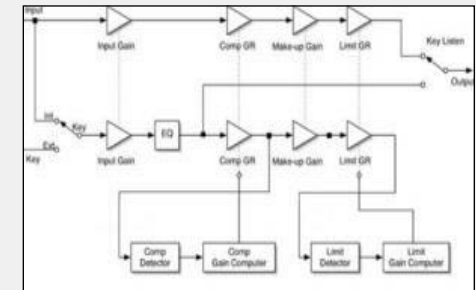 Input
Input Gain
Comp GR
Make-up Gain
Limit GR
Key Listen
Output
Int
Key
Ext
Key
Input Gain
EQ
Comp GR
Make-up Gain
Limit GR
Comp
Detector
Comp
Gain Computer
Limit
Detector
Limit
Gain Computer